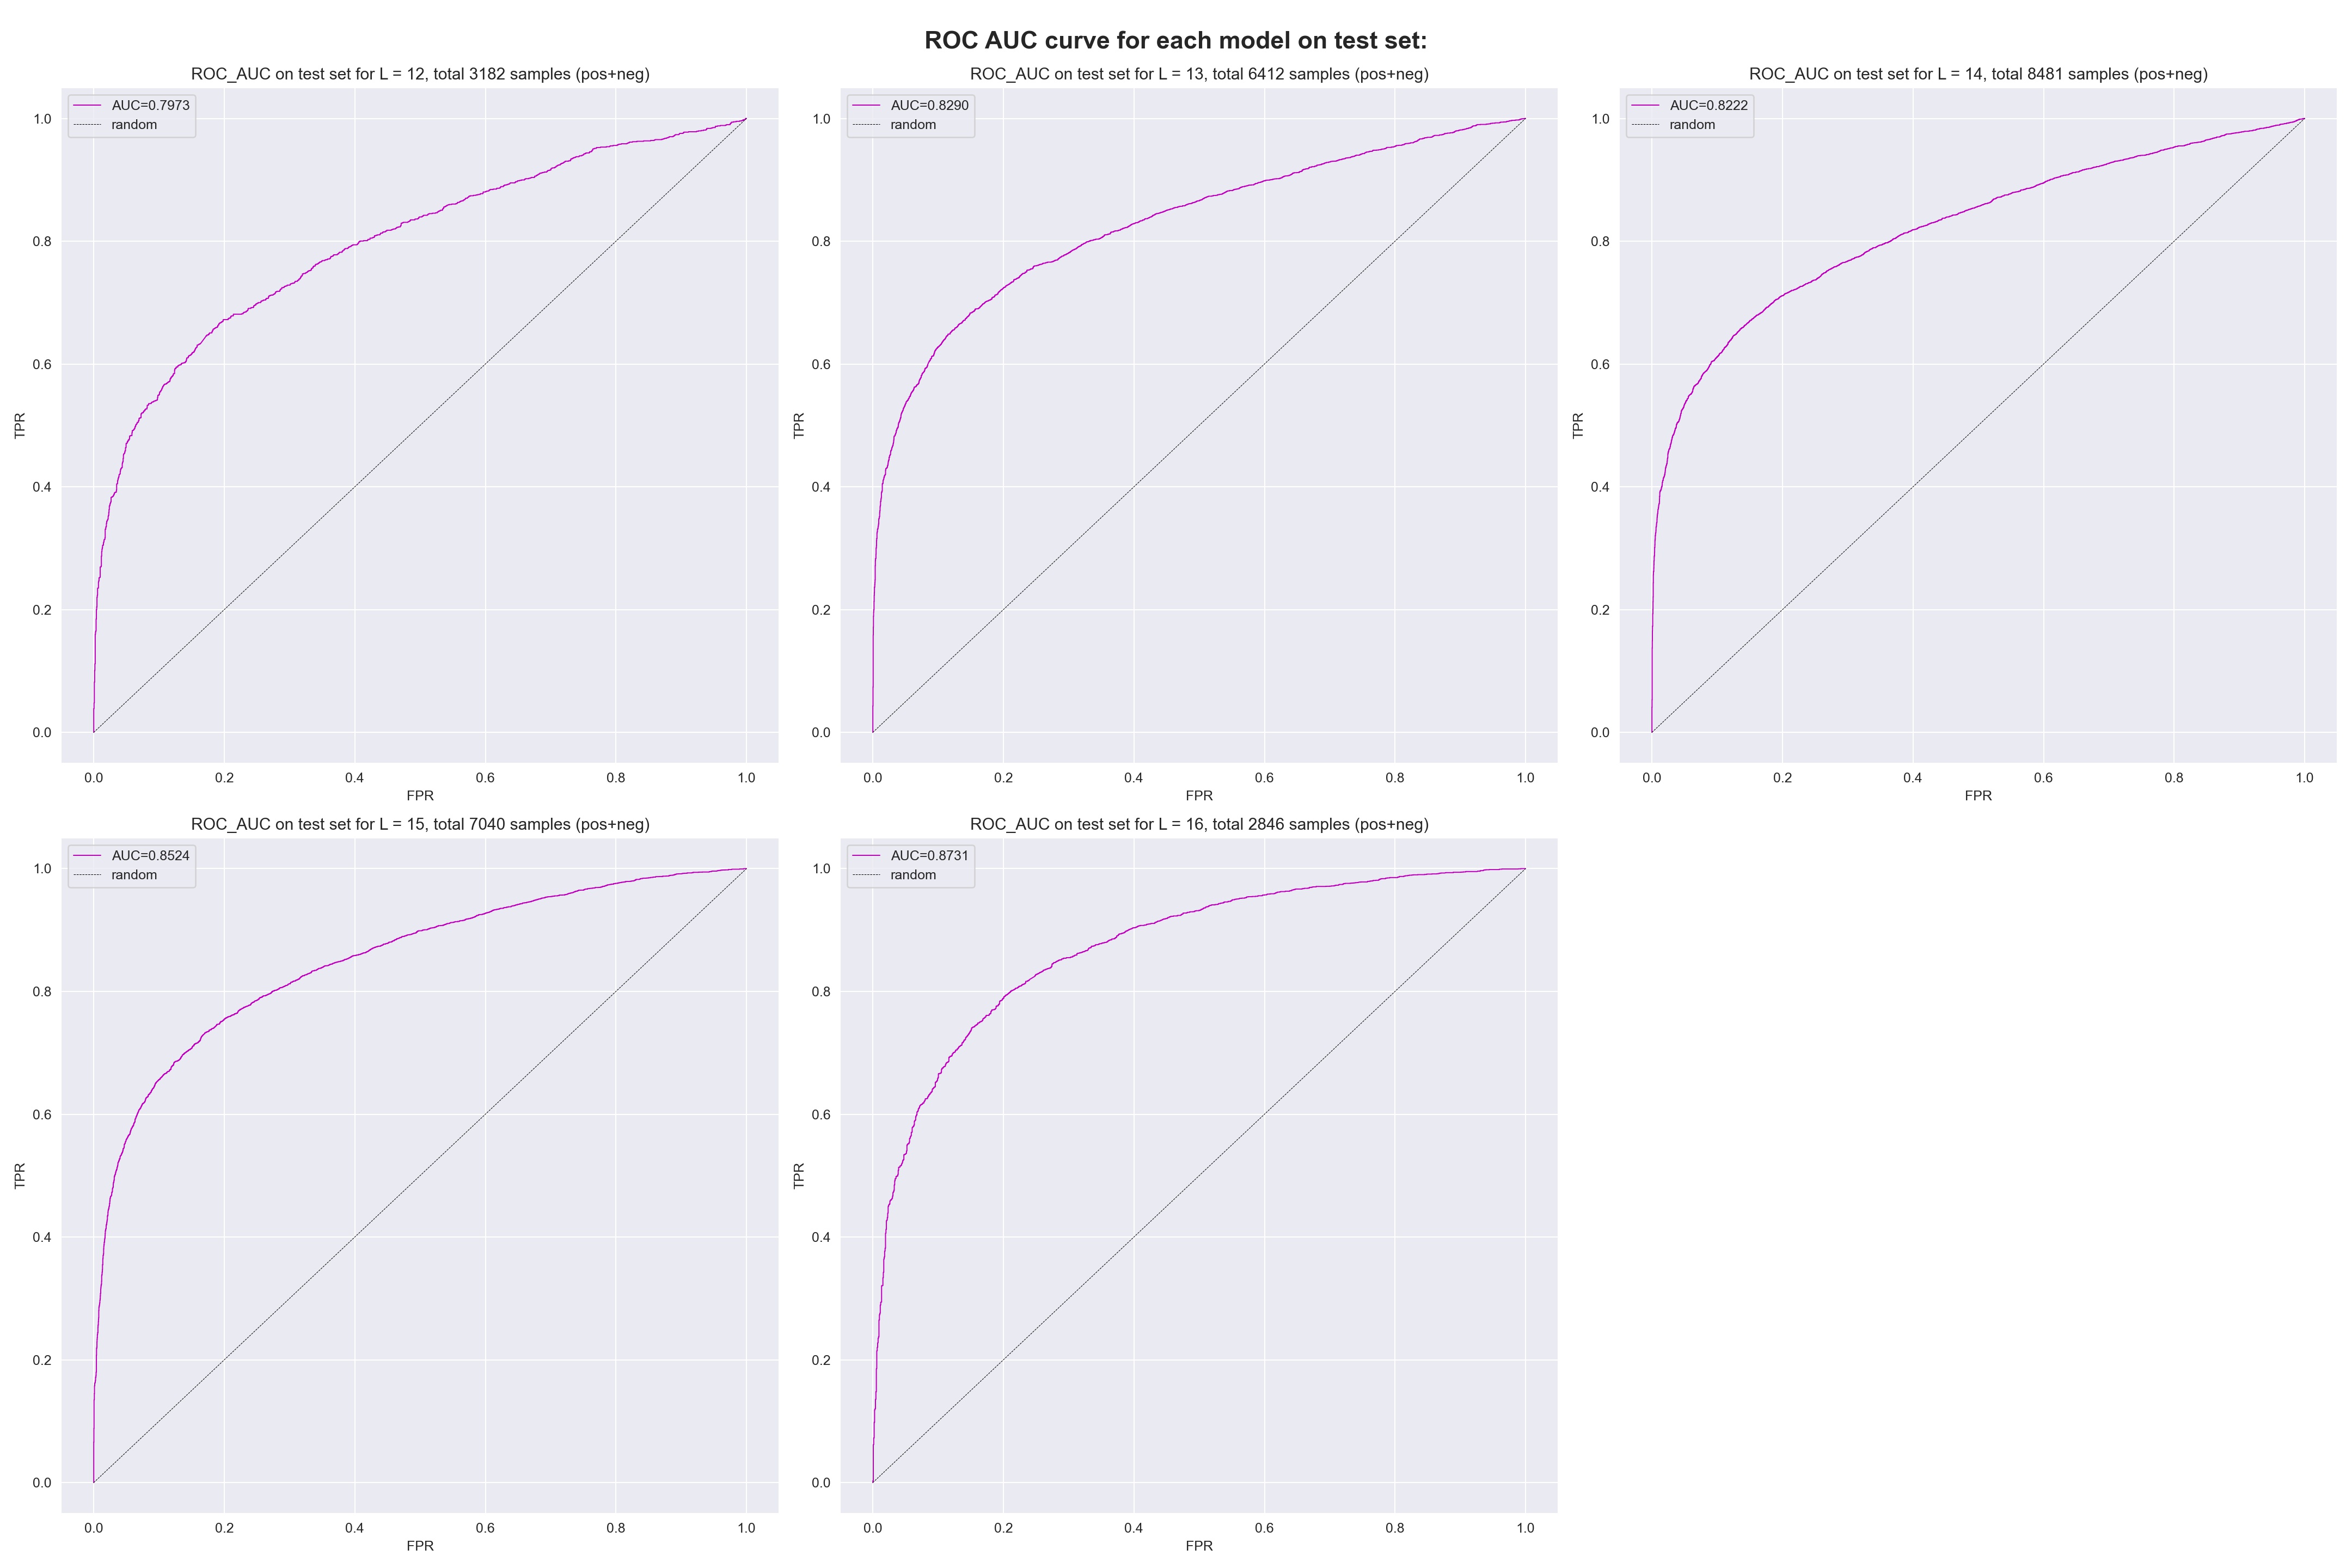 ROC AUC curve for each model on test set:
ROC_AUC on test set for L = 12, total 3182 samples (pos+neg)
AUC=0.7973
random
1.0
0.8
0.6
0.4
0.2
0.0
TPR
0.0 0.2 0.4 0.6 0.8 1.0
FPR
ROC_AUC on test set for L = 13, total 6412 samples (pos+neg)
AUC=0.8290
random
1.0
0.8
0.6
0.4
0.2
0.0
TPR
0.0 0.2 0.4 0.6 0.8 1.0
FPR
ROC_AUC on test set for L = 14, total 8481 samples (pos+neg)
AUC=0.8222
random
1.0
0.8
0.6
0.4
0.2
0.0
TPR
0.0 0.2 0.4 0.6 0.8 1.0
FPR
ROC_AUC on test set for L = 15, total 7040 samples (pos+neg)
AUC=0.8524
random
1.0
0.8
0.6
0.4
0.2
0.0
TPR
0.0 0.2 0.4 0.6 0.8 1.0
FPR
ROC_AUC on test set for L = 16, total 2846 samples (pos+neg)
AUC=0.8731
random
1.0
0.8
0.6
0.4
0.2
0.0
TPR
0.0 0.2 0.4 0.6 0.8 1.0
FPR